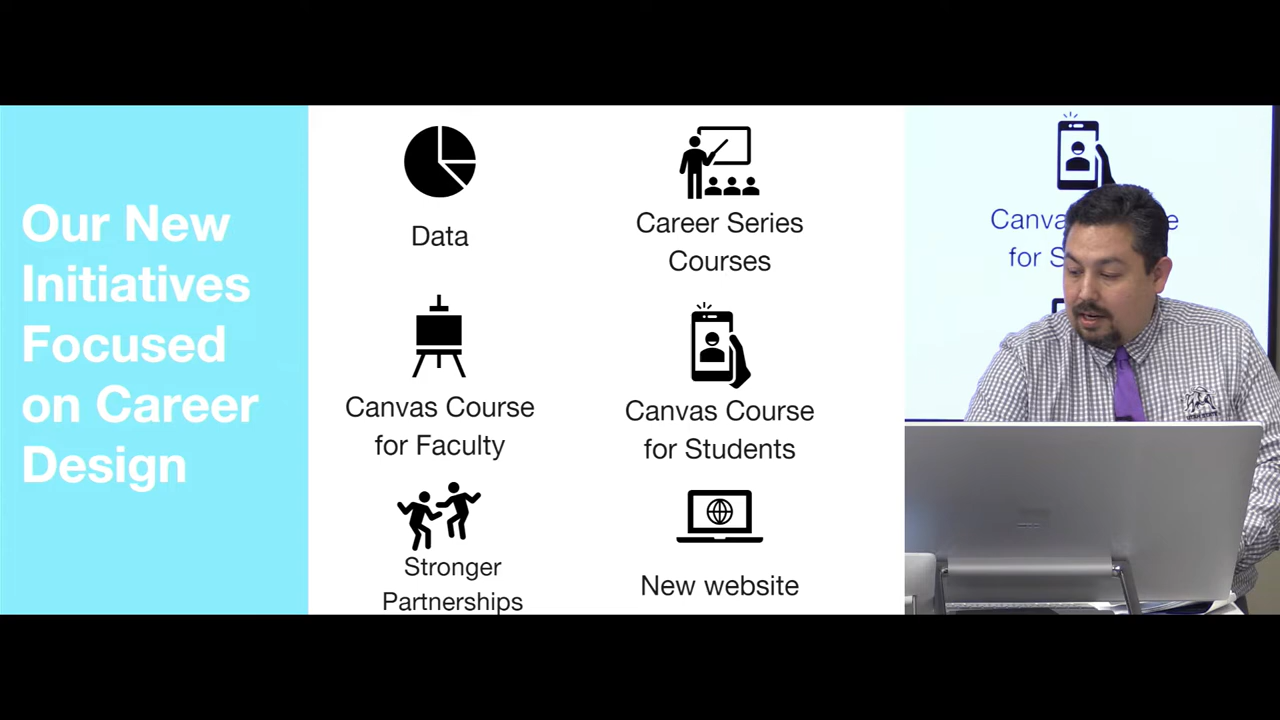 Our New
Initiatives
Focused
on Career
Design
Data
Career Series
Courses
Canvas Course
for Faculty
Canvas Course
for Students
Stronger
Partnerships
New website
for